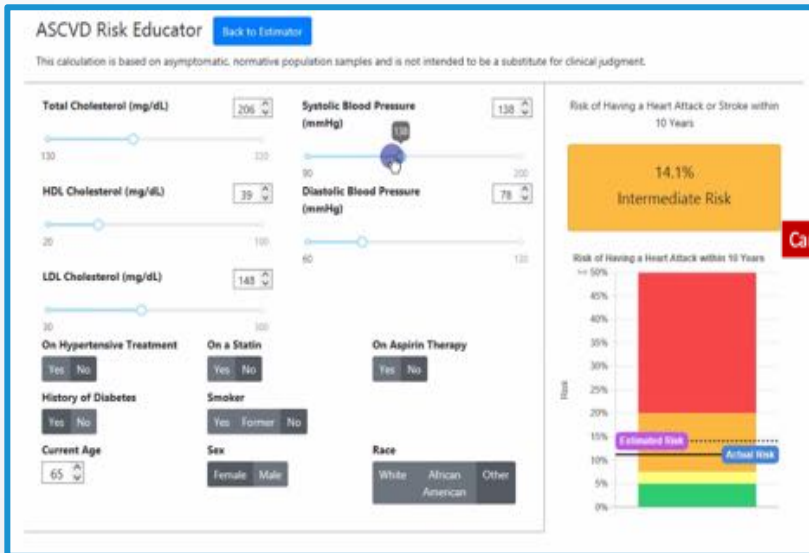 ASCVD Risk Educator Back to Estimator
This calculation is based on asymptomatic, normative population samples and is not intended to be a substitute for clinical judgment.
Total Cholesterol (mg/dL) 206
130 320
HDL Cholesterol (mg/dL) 39
20 100
LDL Cholesterol (mg/dL) 148
30 300
Systolic Blood Pressure
(mmHg) 138
138
90 200
Diastolic Blood Pressure
(mmHg) 78
60 130
On Hypertensive Treatment
Yes No
On a Statin
Yes No
On Aspirin Therapy
Yes No
History of Diabetes
Yes No
Smoker
Yes Former No
Current Age
65
Sex
Female Male
Race
White African American Other
Risk of Having a Heart Attack or Stroke within
10 Years
14.1%
Intermediate Risk
Ca
Risk of Having a Heart Attack within 10 Years
>= 50%
45%
40%
35%
30%
25%
20%
15%
10%
5%
0%
Risk
Estimated Risk
Actual Risk